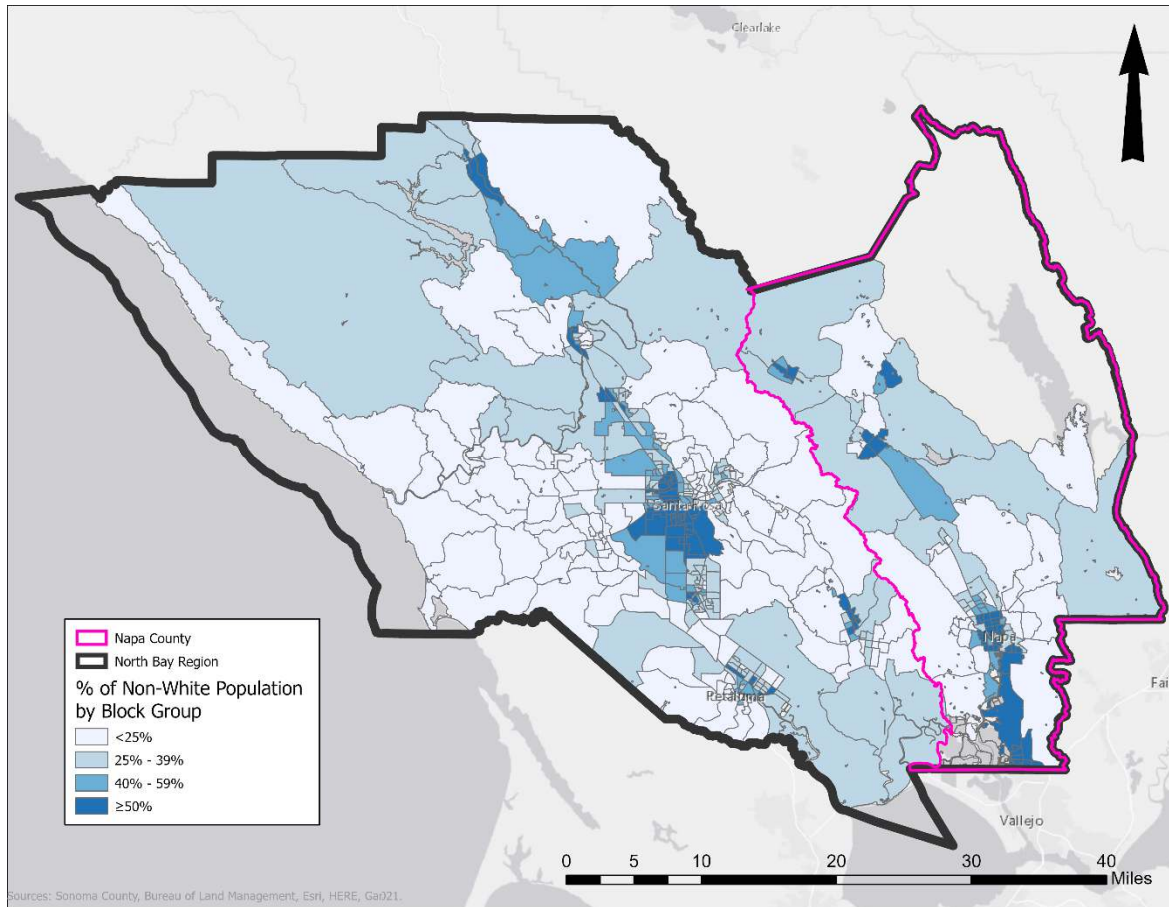 Clearlake
Santa Rosa
Napa
Petaluma
Fai
Vallejo
Napa County
North Bay Region
% of Non-White Population
by Block Group
<25%
25% - 39%
40% - 59%
≥50%
0 5 10 20 30 40
Miles
Sources: Sonoma County, Bureau of Land Management, Esri, HERE, Gar021.